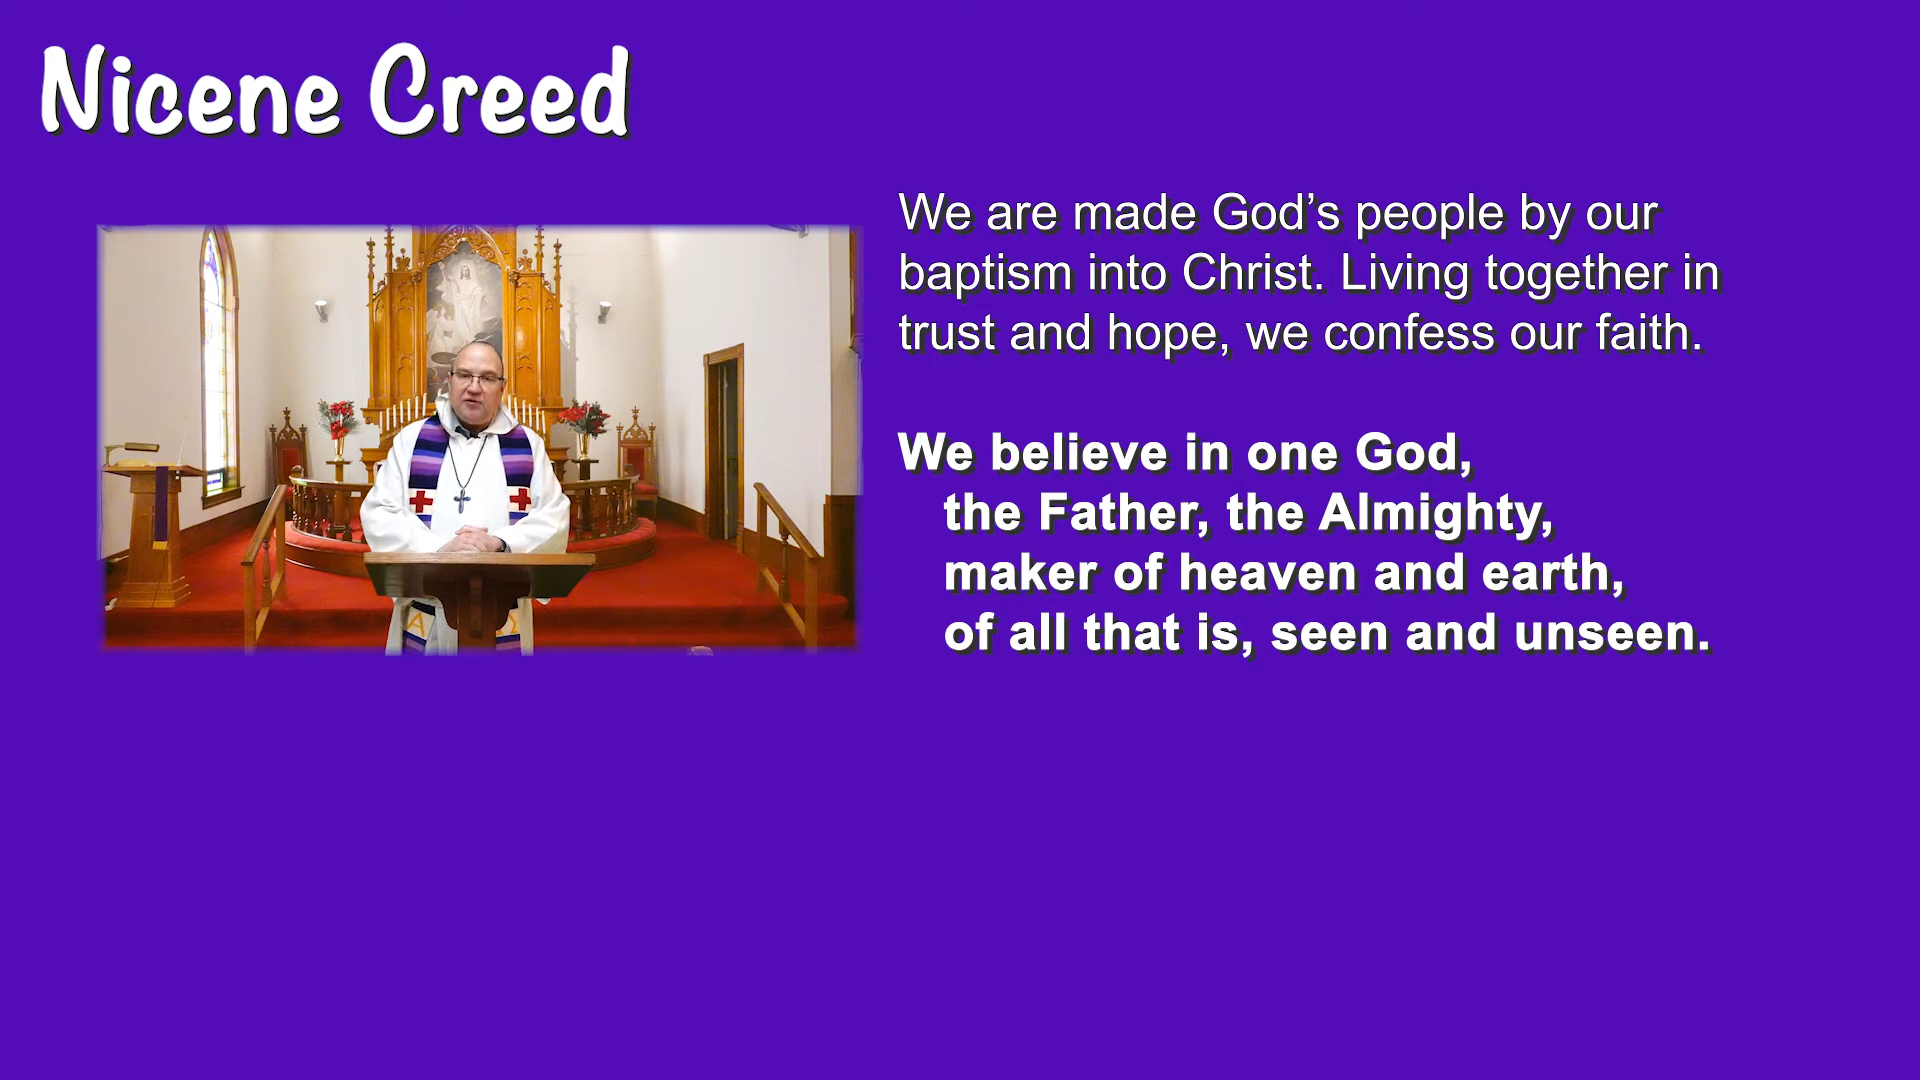 Nicene Creed
We are made God’s people by our
baptism into Christ. Living together in
trust and hope, we confess our faith.
We believe in one God,
the Father, the Almighty,
maker of heaven and earth,
of all that is, seen and unseen.
Α Ω